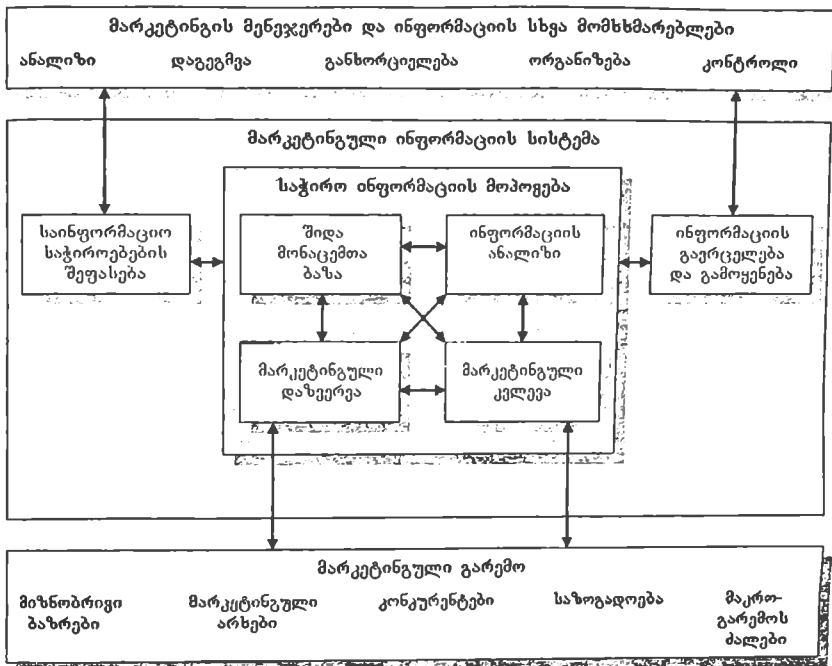 მარკეტინგის მენეჯერები და ინფორმაციის სხვა მომხმარებლები
ანალიზი დაგეგმვა განხორციელება ორგანიზება კონტროლი
მარკეტინგული ინფორმაციის სისტემა
საჭირო ინფორმაციის მოპოვება
საინფორმაციო
საჭიროებების
შეფასება
შიდა
მონაცემთა
ბაზა
ინფორმაციის
ანალიზი
ინფორმაციის
გავრცელება
და გამოყენება
მარკეტინგული
დაზვერვა
მარკეტინგული
კვლევა
მარკეტინგული გარემო
მიზნობრივი
ბაზრები
მარკეტინგული
არხები
კონკურენტები
საზოგადოება
მაკრო-
გარემოს
ძალები